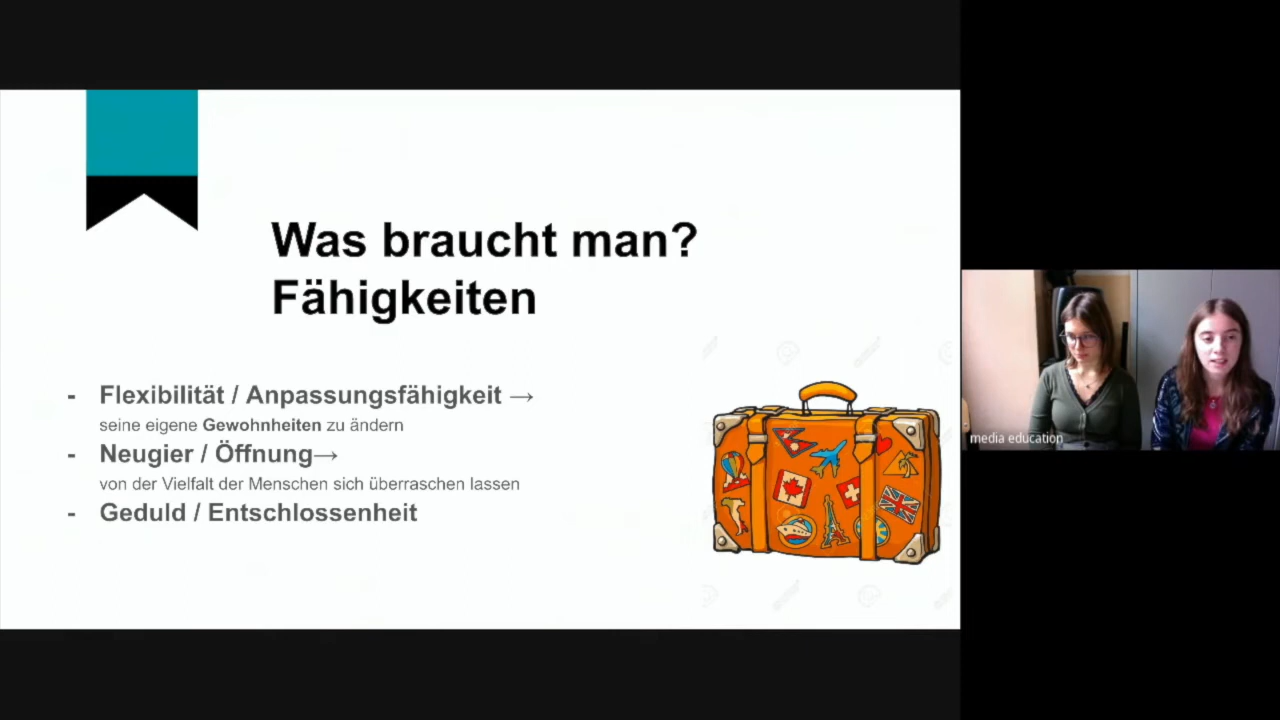 Was braucht man?
Fähigkeiten
- Flexibilität / Anpassungsfähigkeit →
seine eigene Gewohnheiten zu ändern
- Neugier / Öffnung→
von der Vielfalt der Menschen sich überraschen lassen
- Geduld / Entschlossenheit
media education